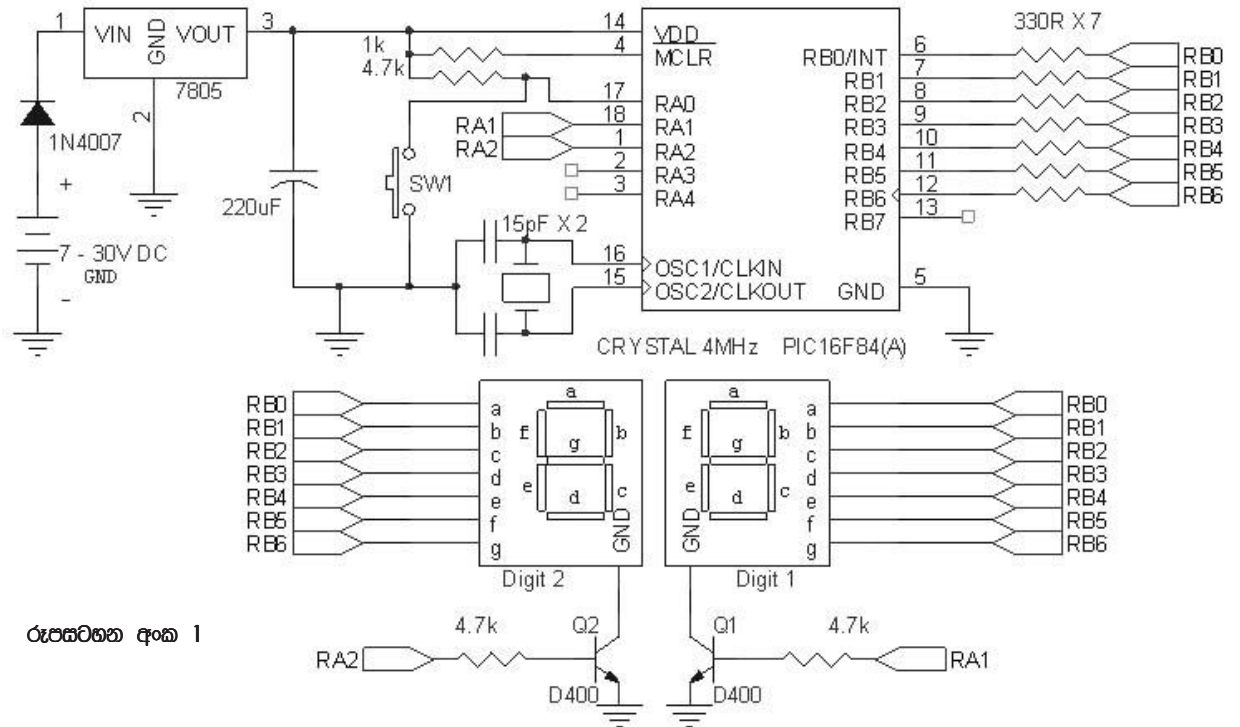 1 VIN GND VOUT 3
7805
2
1N4007
+
7 - 30V DC
GND
-
220uF
1k
4.7k
SW1
RA1
RA2
15pF X 2
14 VDD
4 MCLR
17 RA0
18 RA1
1 RA2
2 RA3
3 RA4
16 OSC1/CLKIN
15 OSC2/CLKOUT
RB0/INT 6
RB1 7
RB2 8
RB3 9
RB4 10
RB5 11
RB6 12
RB7 13
GND 5
330R X 7
RB0
RB1
RB2
RB3
RB4
RB5
RB6
CRYSTAL 4MHz PIC16F84(A)
RB0 a
RB1 b
RB2 c
RB3 d
RB4 e
RB5 f
RB6 g
a
f b
g
e c
d
GND
Digit 2
a
f b
g
e c
d
GND
Digit 1
a RB0
b RB1
c RB2
d RB3
e RB4
f RB5
g RB6
රූපසටහන අංක 1
RA2 4.7k Q2
D400
Q1 4.7k RA1
D400